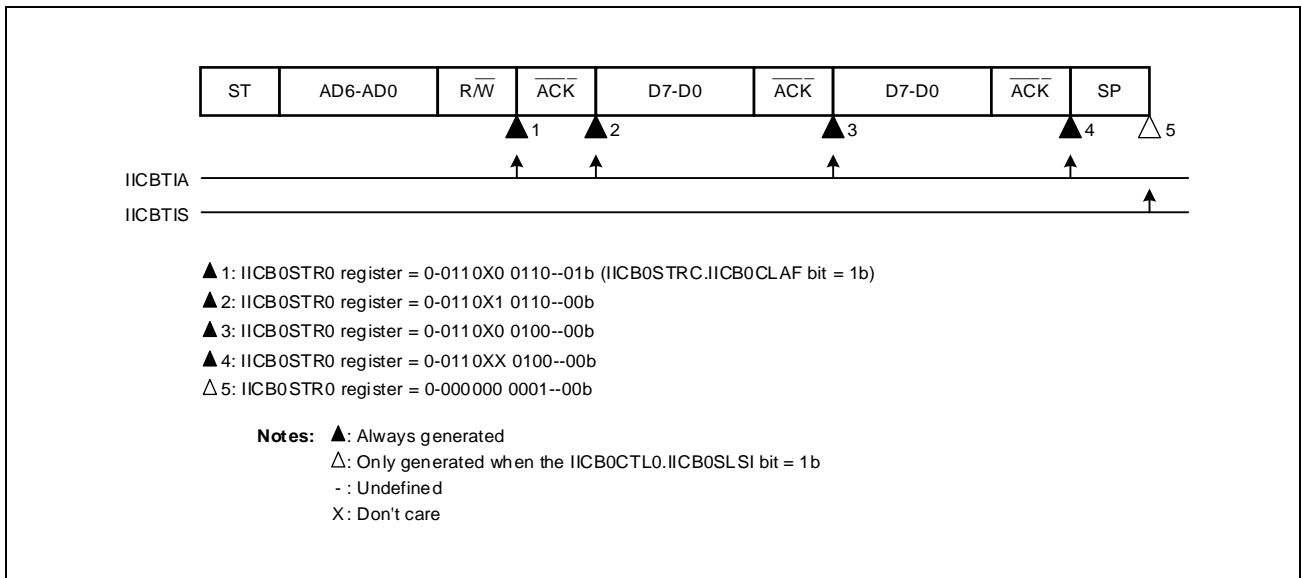 ST AD6-AD0 R/W ACK D7-D0 ACK D7-D0 ACK SP
▲1 ▲2 ▲3 ▲4 △5
IICBTIA
IICBTIS
▲1: IICB0STR0 register = 0-0110X0 0110--01b (IICB0STRC.IICB0CLAF bit = 1b)
▲2: IICB0STR0 register = 0-0110X1 0110--00b
▲3: IICB0STR0 register = 0-0110X0 0100--00b
▲4: IICB0STR0 register = 0-0110XX 0100--00b
△5: IICB0STR0 register = 0-000000 0001--00b
Notes: ▲: Always generated
△: Only generated when the IICB0CTL0.IICB0SLSI bit = 1b
- : Undefined
X: Don't care